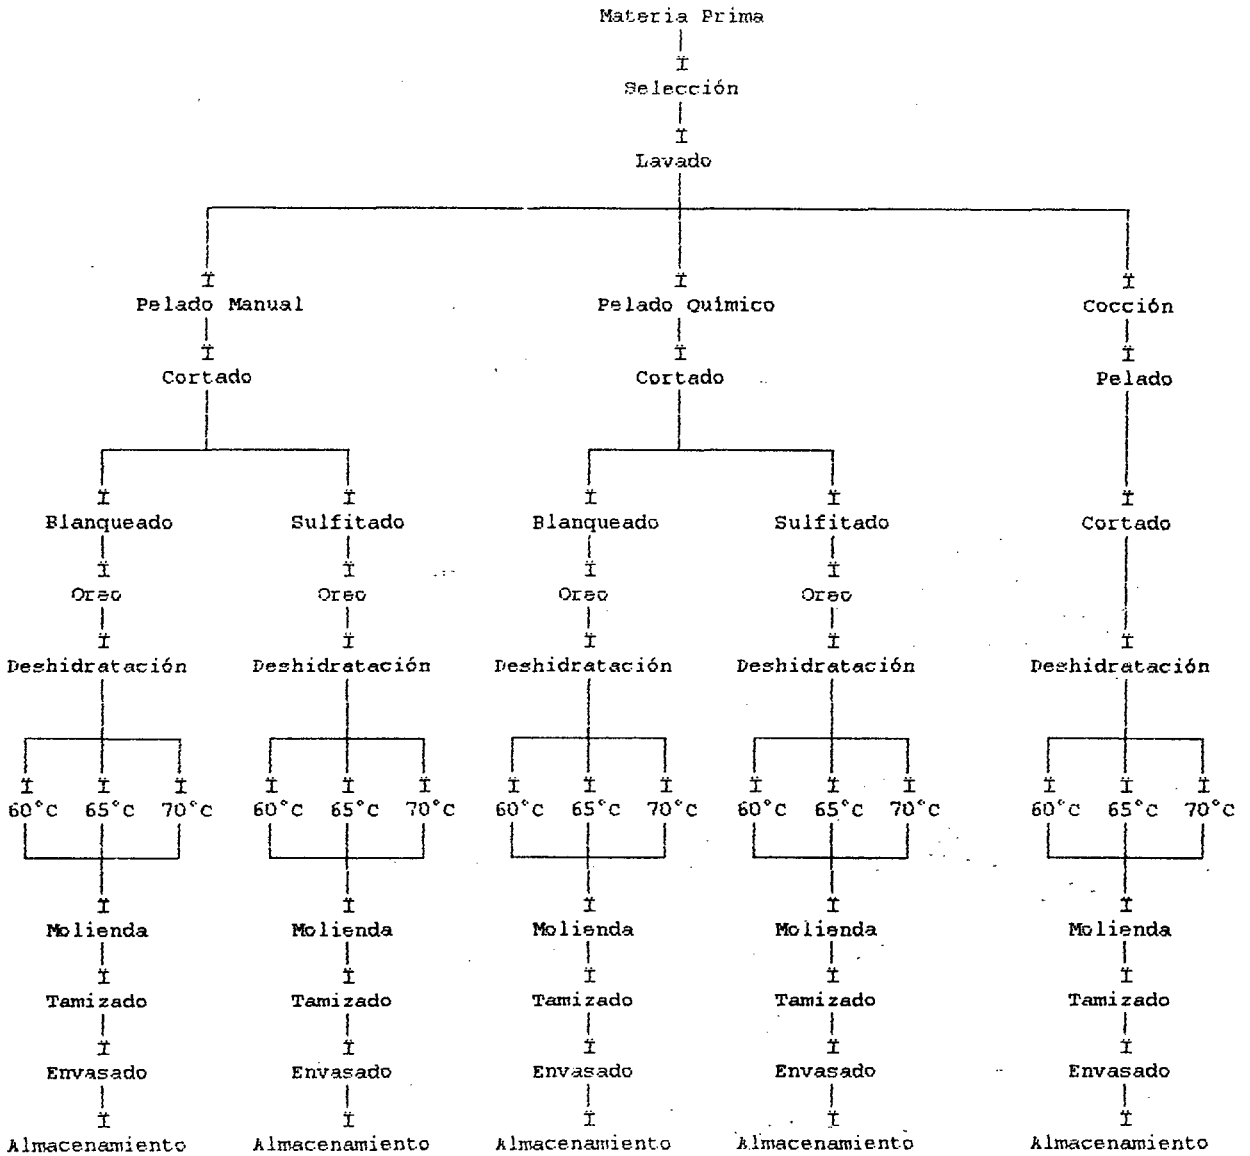 Materia Prima
Selección
Lavado
Pelado Manual Pelado Químico Cocción
Cortado Cortado Pelado
Blanqueado Sulfitado Blanqueado Sulfitado Cortado
Oreo Oreo Oreo Oreo
Deshidratación Deshidratación Deshidratación Deshidratación Deshidratación
60°C 65°C 70°C 60°C 65°C 70°C 60°C 65°C 70°C 60°C 65°C 70°C 60°C 65°C 70°C
Molienda Molienda Molienda Molienda Molienda
Tamizado Tamizado Tamizado Tamizado Tamizado
Envasado Envasado Envasado Envasado Envasado
Almacenamiento Almacenamiento Almacenamiento Almacenamiento Almacenamiento